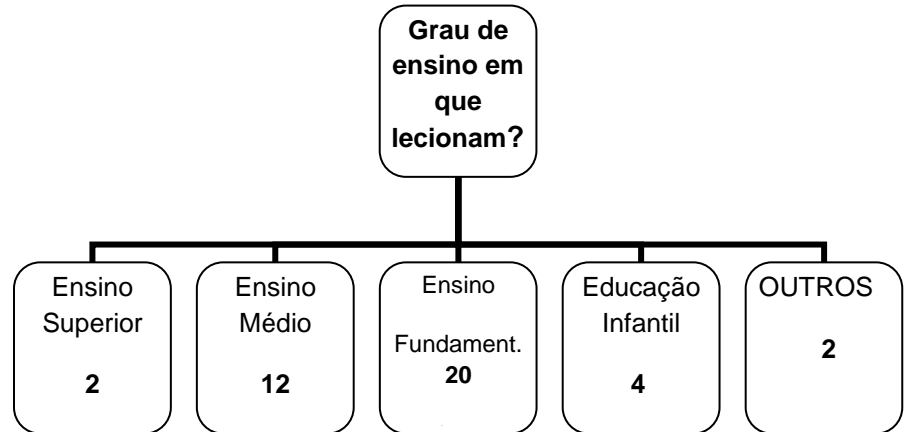 Grau de
ensino em
que
lecionam?
Ensino
Superior
2
Ensino
Médio
12
Ensino
Fundament.
20
Educação
Infantil
4
OUTROS
2